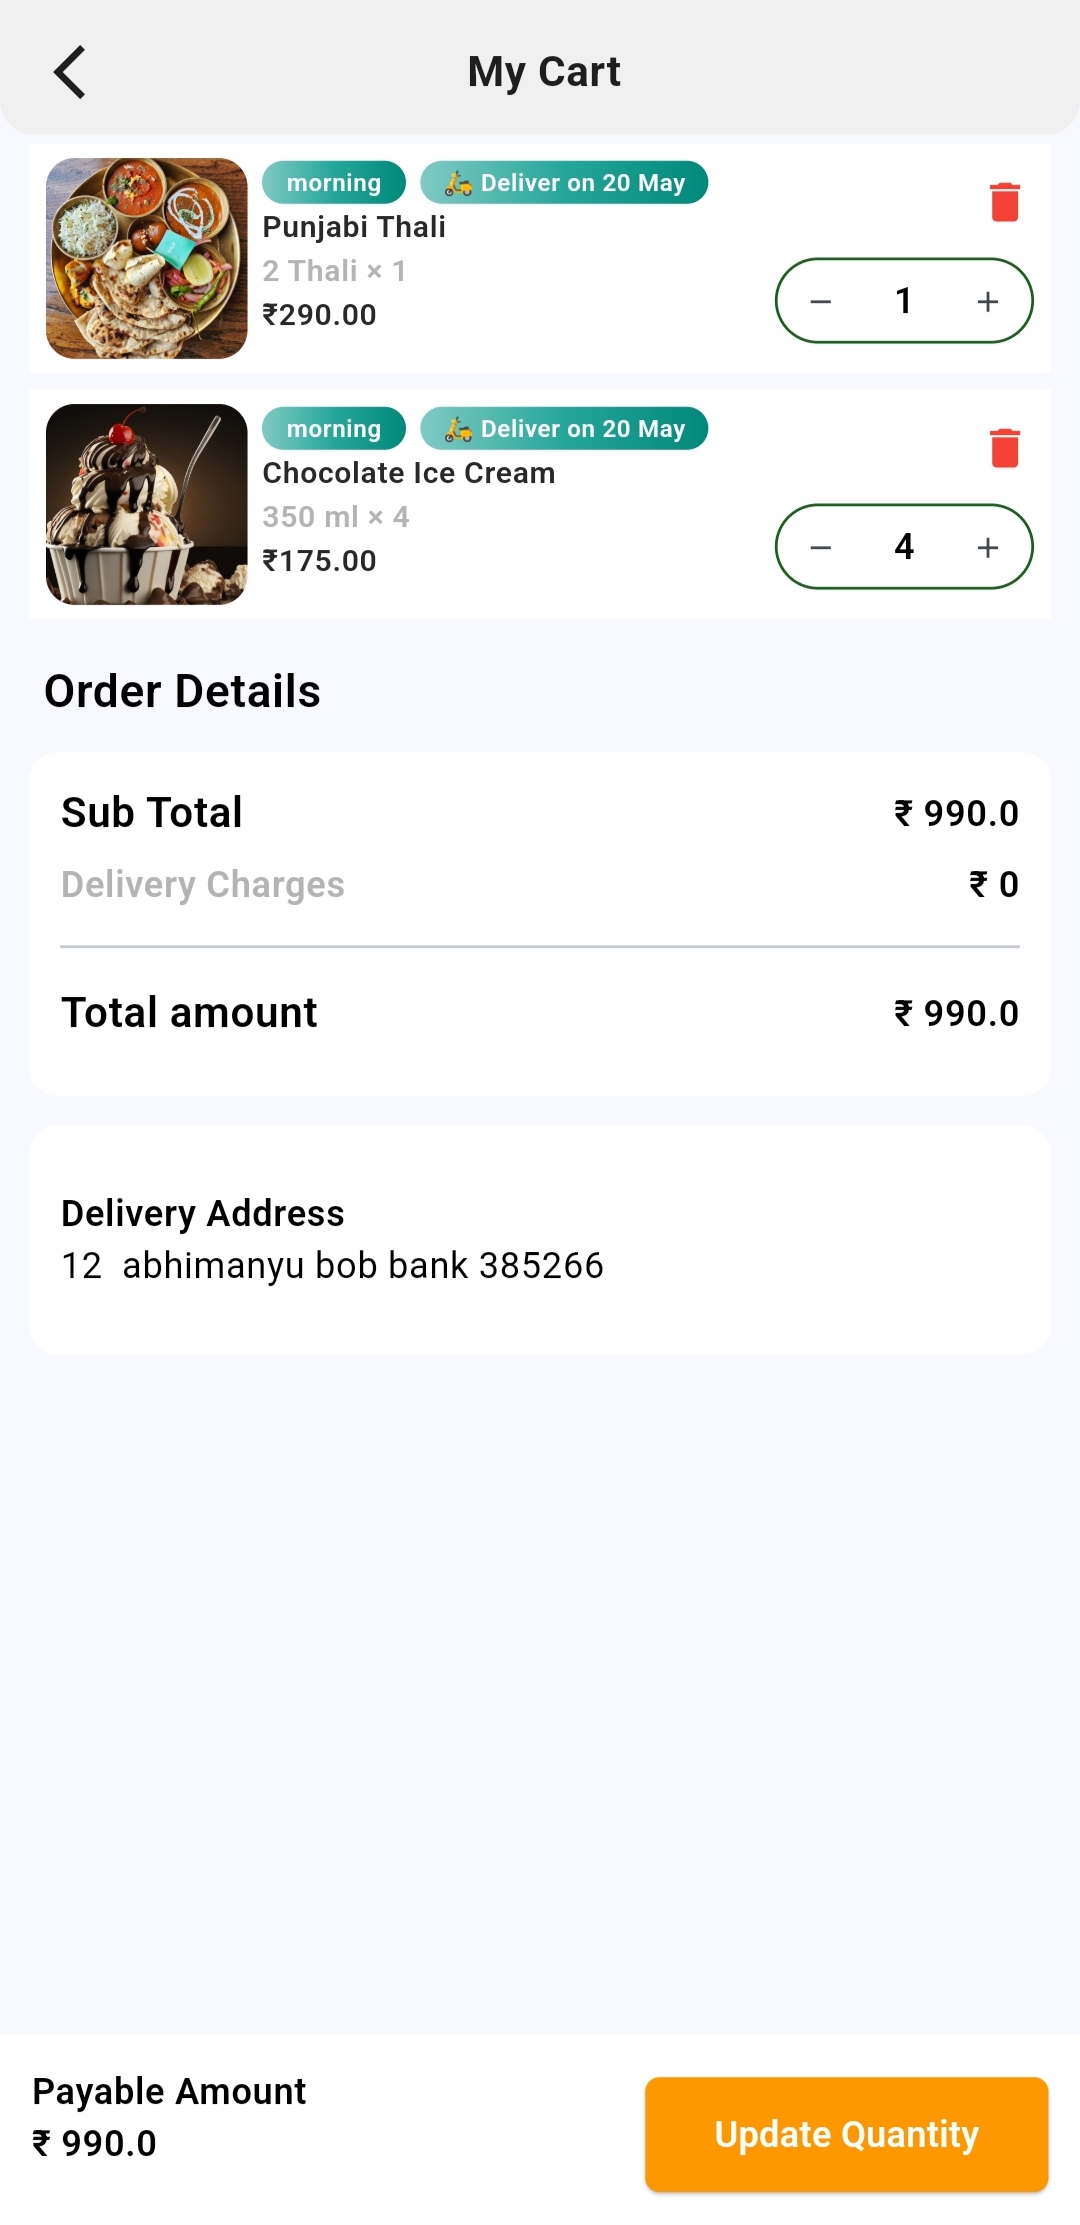 My Cart
morning
🛵 Deliver on 20 May
Punjabi Thali
2 Thali × 1
₹290.00
− 1 +
morning
🛵 Deliver on 20 May
Chocolate Ice Cream
350 ml × 4
₹175.00
− 4 +
Order Details
Sub Total ₹ 990.0
Delivery Charges ₹ 0
Total amount ₹ 990.0
Delivery Address
12  abhimanyu bob bank 385266
Payable Amount
₹ 990.0
Update Quantity